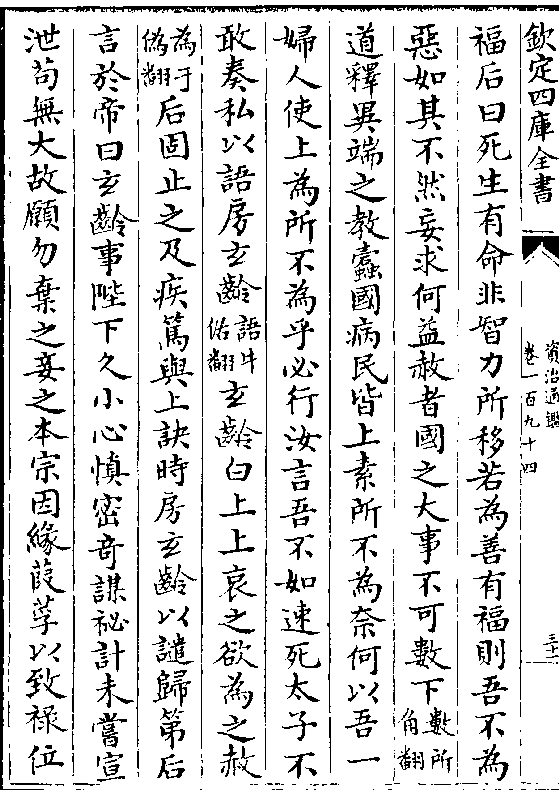 欽定四庫全書
資治通鑑
卷一百九十四
三十一
福后曰死生有命非智力所移若為善有福則吾不為
惡如其不然妄求何益赦者國之大事不可數下數所角翻
道釋異端之教蠧國病民皆上素所不為奈何以吾一
婦人使上為所不為乎必行汝言吾不如速死太子不
敢奏私以語房玄齡語牛佑翻玄齡白上上哀之欲為之赦
為于偽翻后固止之及疾篤與上訣時房玄齡以譴歸第后
言於帝曰玄齡事陛下久小心慎密奇謀祕計未嘗宣
泄苟無大故願勿棄之妾之本宗因緣葭莩以致祿位